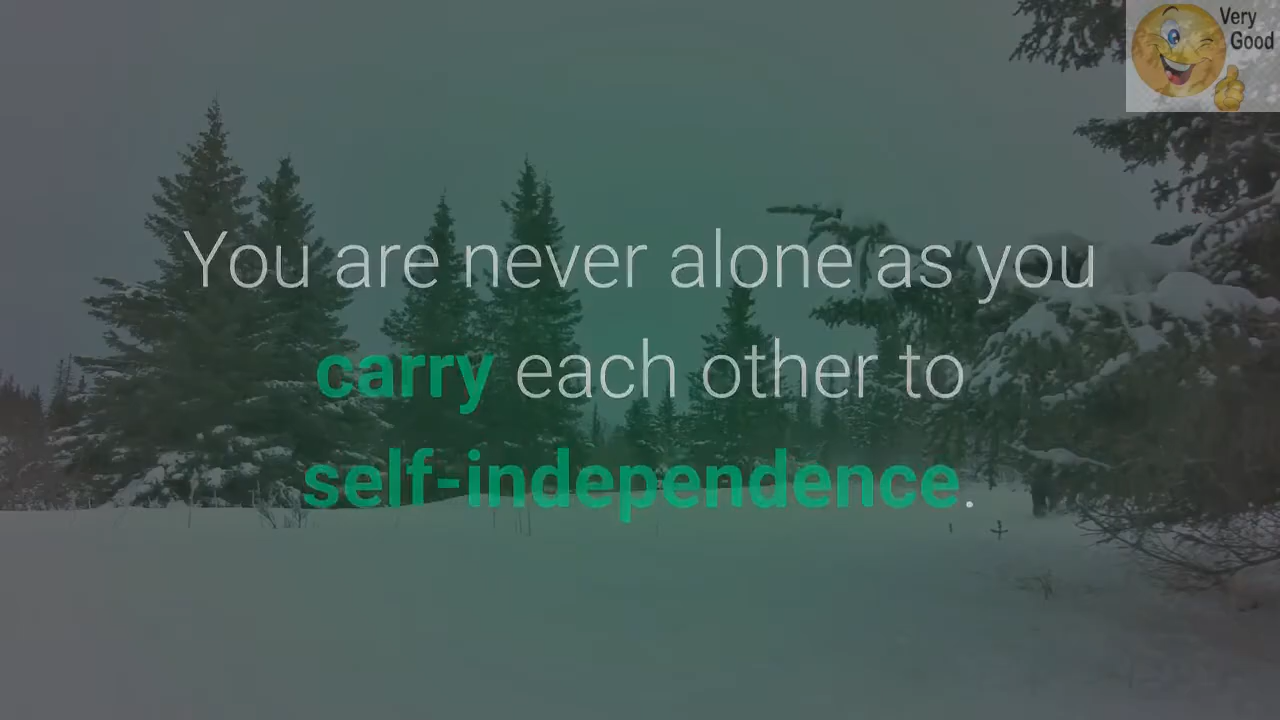 Very
Good
You are never alone as you
carry each other to
self-independence.